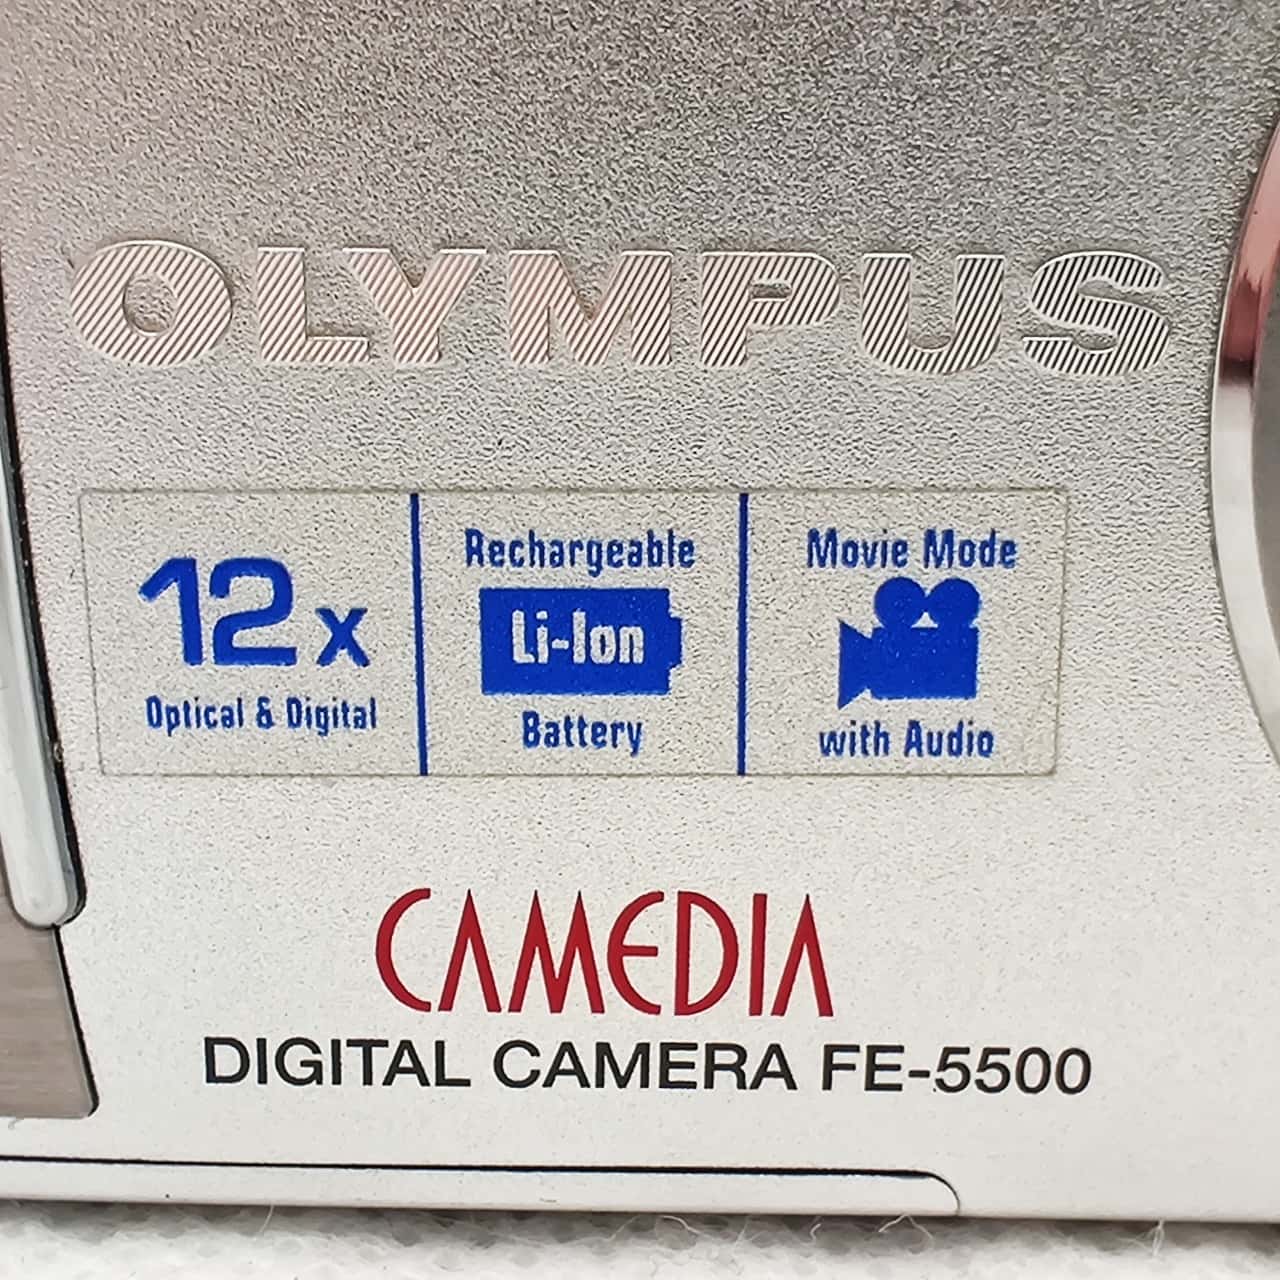 OLYMPUS
12x
Optical & Digital
Rechargeable
Li-Ion
Battery
Movie Mode
with Audio
CAMEDIA
DIGITAL CAMERA FE-5500